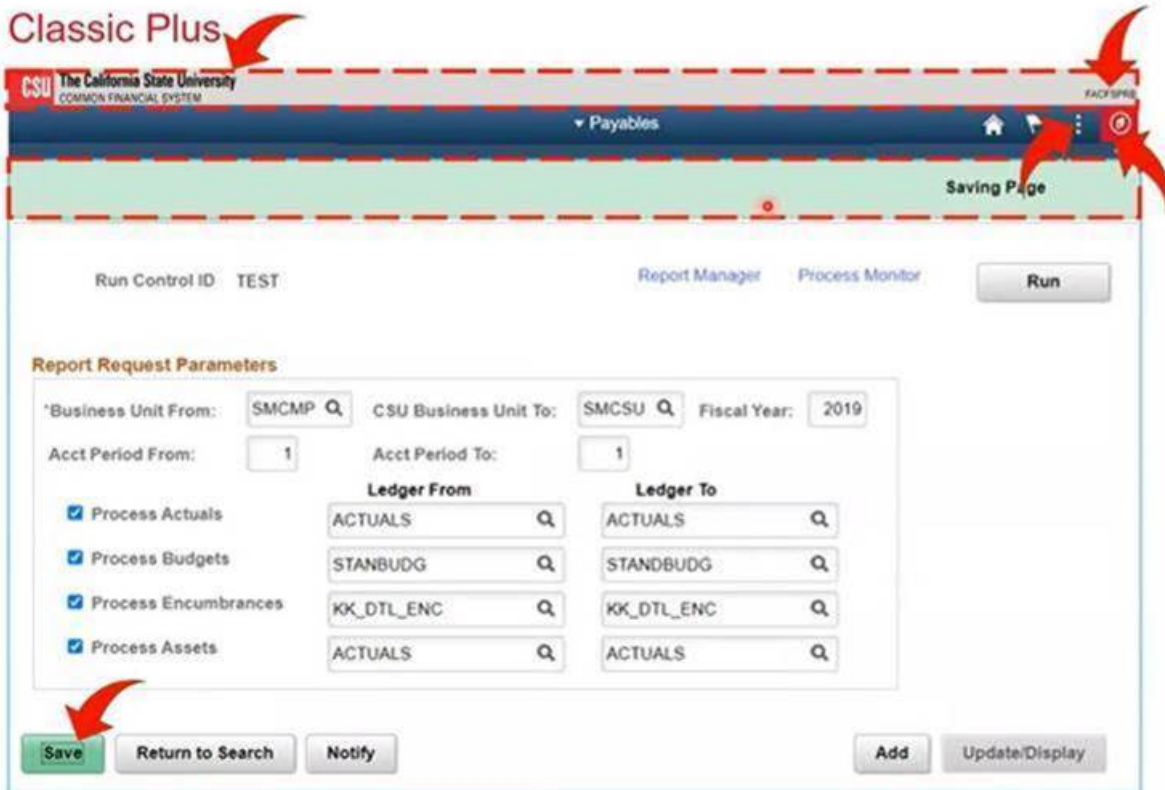 Classic Plus
CSU The California State University
COMMON FINANCIAL SYSTEM
FACFSPRB
Payables
Saving Page
Run Control ID TEST Report Manager Process Monitor Run
Report Request Parameters
*Business Unit From: SMCMP CSU Business Unit To: SMCSU Fiscal Year: 2019
Acct Period From: 1 Acct Period To: 1
Ledger From Ledger To
Process Actuals ACTUALS ACTUALS
Process Budgets STANBUDG STANDBUDG
Process Encumbrances KK_DTL_ENC KK_DTL_ENC
Process Assets ACTUALS ACTUALS
Save Return to Search Notify Add Update/Display